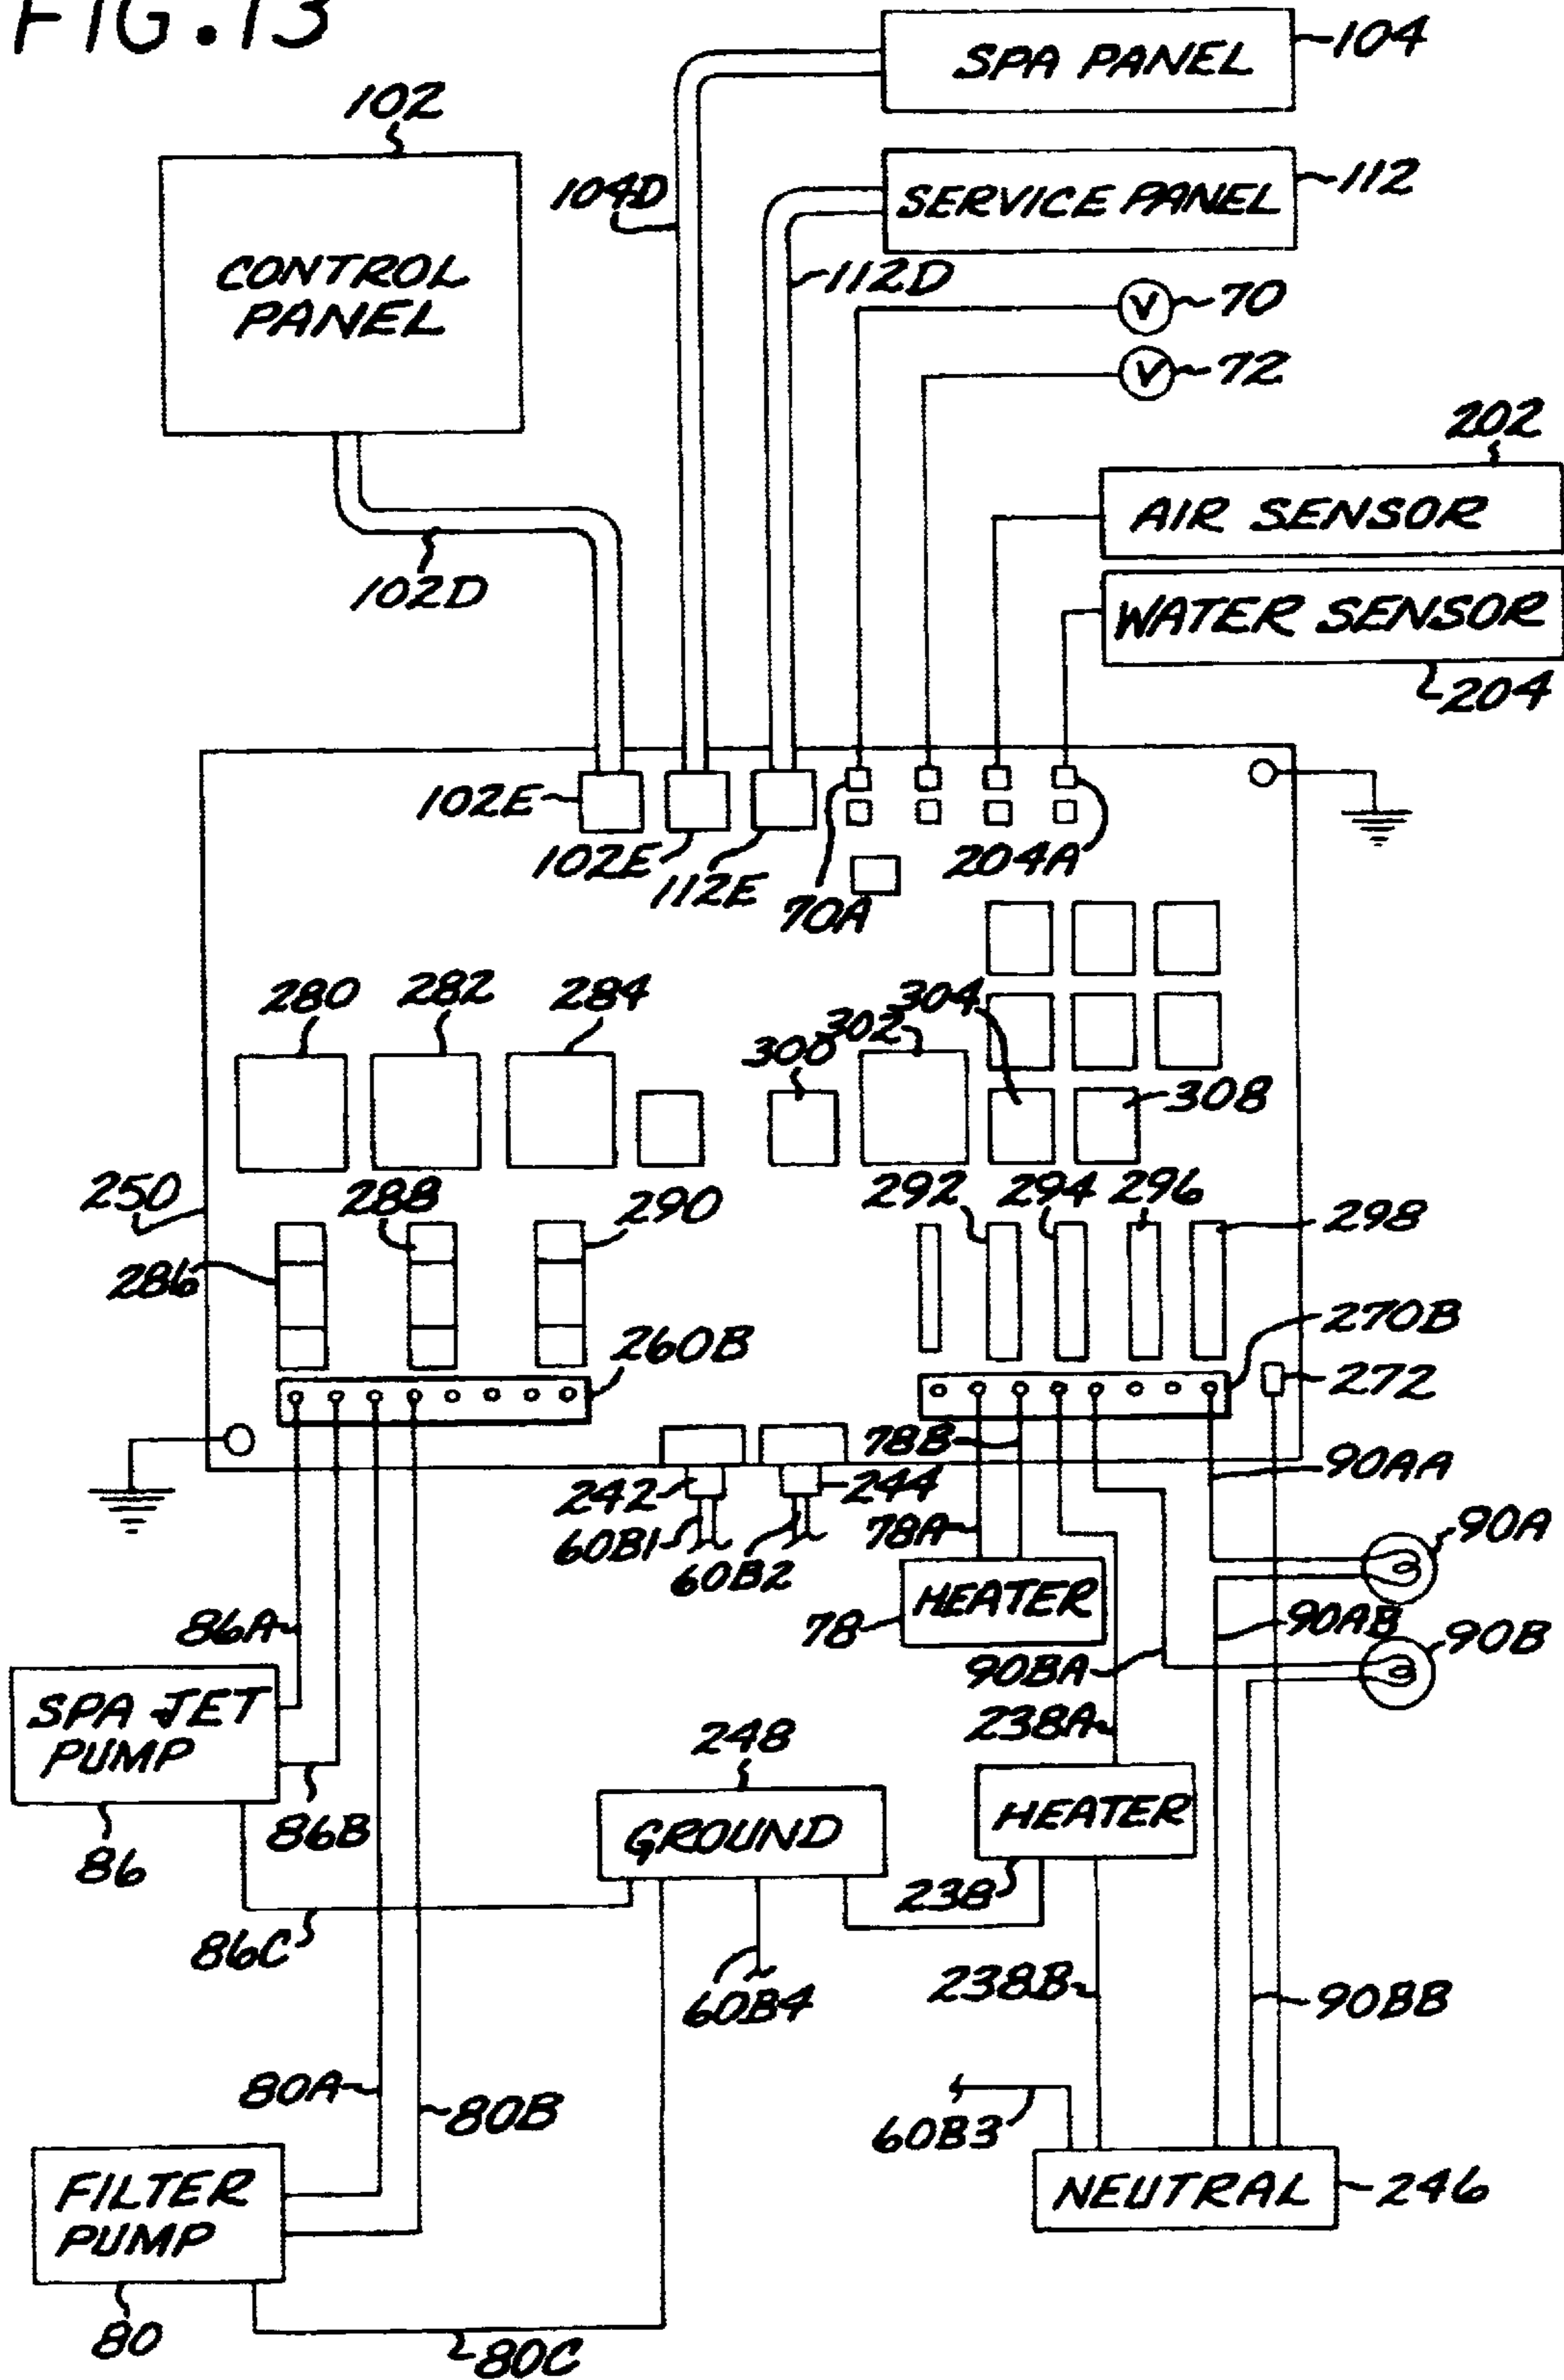 FIG.13
SPA PANEL
104
102
SERVICE PANEL
112
104D
CONTROL
PANEL
112D
V
70
V
72
202
AIR SENSOR
102D
WATER SENSOR
204
102E
102E
112E
70A
204A
280
282
284
300
302
304
308
250
288
290
292
294
296
298
286
260B
270B
272
78B
90AA
242
244
60B1
60B2
78A
90A
HEATER
78
86A
90AB
90B
90BA
SPA JET
PUMP
238A
248
86B
GROUND
HEATER
86
238
86C
60B4
238B
90BB
80A
80B
60B3
FILTER
PUMP
NEUTRAL
246
80
80C